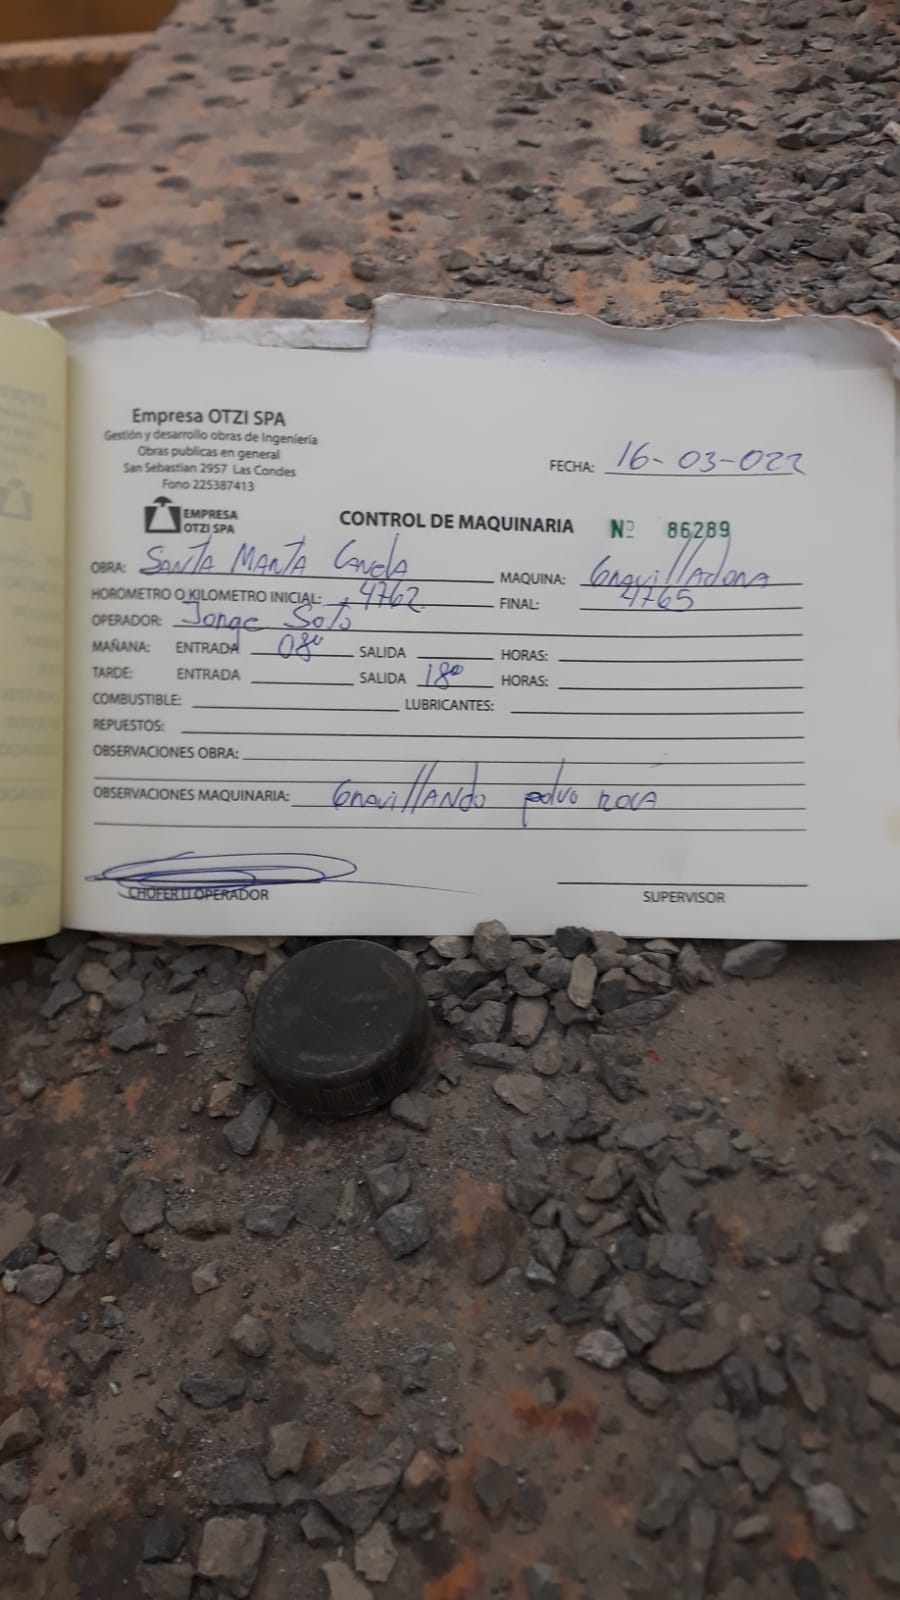 Empresa OTZI SPA
Gestión y desarrollo obras de Ingeniería
Obras publicas en general
San Sebastian 2957 Las Condes
Fono 225387413
FECHA: 16-03-022
EMPRESA
OTZI SPA
CONTROL DE MAQUINARIA Nº 86289
OBRA: Santa Marta Canela MAQUINA: Gravilladora
HOROMETRO O KILOMETRO INICIAL: 4762 FINAL: 4765
OPERADOR: Jorge Soto
MAÑANA: ENTRADA 08⁰⁰ SALIDA HORAS:
TARDE: ENTRADA SALIDA 18⁰⁰ HORAS:
COMBUSTIBLE: LUBRICANTES:
REPUESTOS:
OBSERVACIONES OBRA:
OBSERVACIONES MAQUINARIA: Gravillando polvo roca
CHOFER U OPERADOR SUPERVISOR